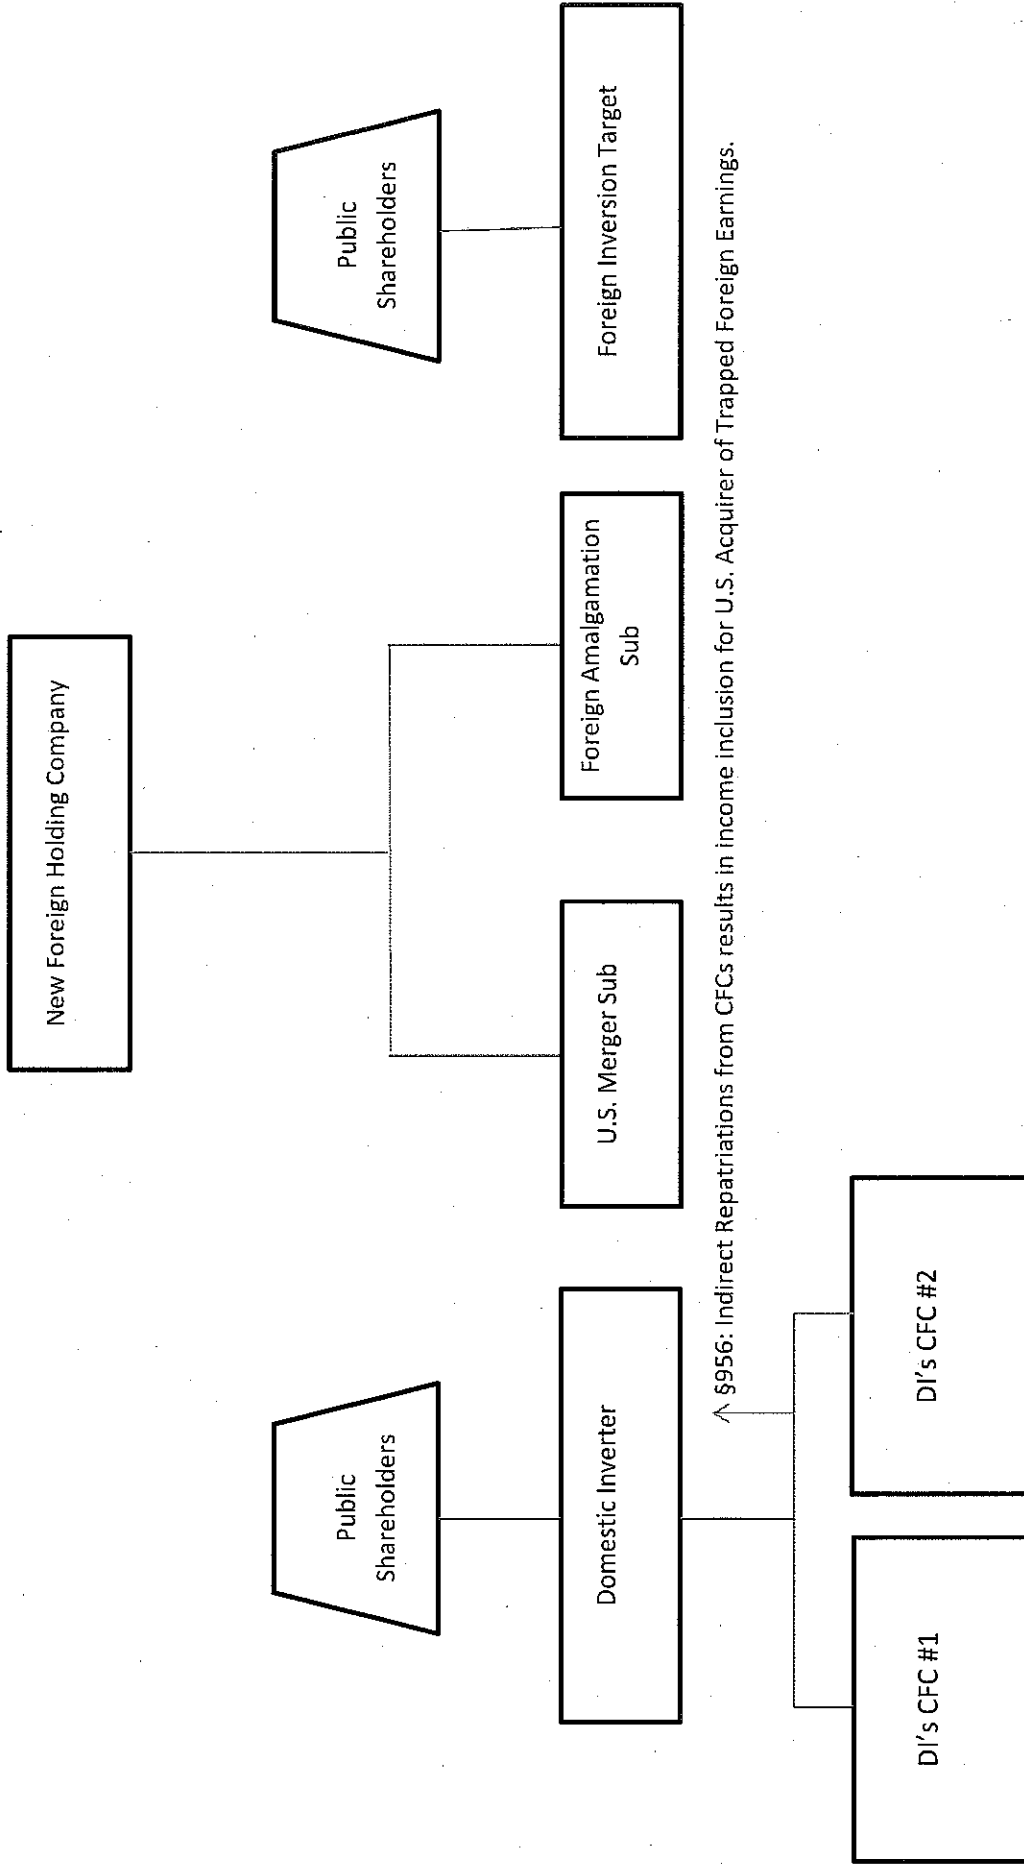 New Foreign Holding Company
Public
Shareholders
Public
Shareholders
Domestic Inverter
U.S. Merger Sub
Foreign Amalgamation
Sub
Foreign Inversion Target
§956: Indirect Repatriations from CFCs results in income inclusion for U.S. Acquirer of Trapped Foreign Earnings.
DI's CFC #1
DI's CFC #2